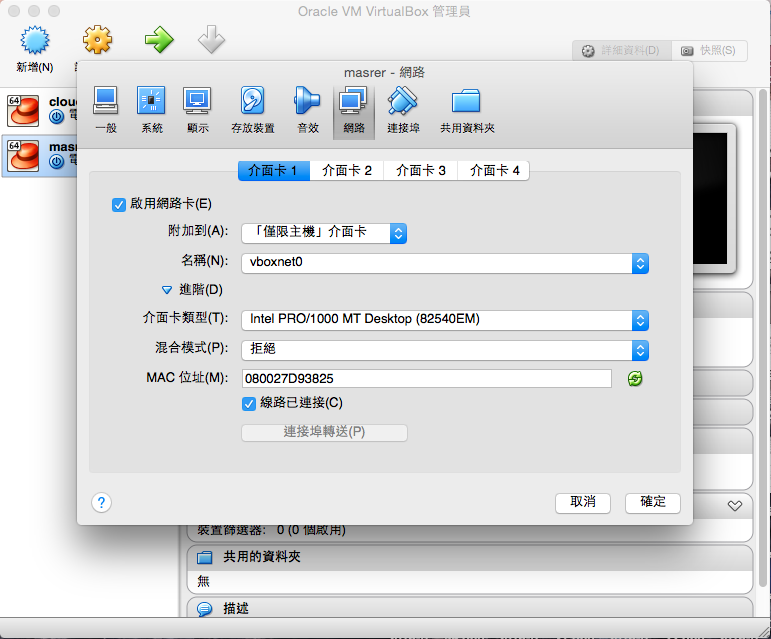 Oracle VM VirtualBox 管理員
新增(N)
詳細資料(D)
快照(S)
64 clou
64 masr
masrer - 網路
一般
系統
顯示
存放裝置
音效
網路
連接埠
共用資料夾
介面卡 1
介面卡 2
介面卡 3
介面卡 4
啟用網路卡(E)
附加到(A): 「僅限主機」介面卡
名稱(N): vboxnet0
進階(D)
介面卡類型(T): Intel PRO/1000 MT Desktop (82540EM)
混合模式(P): 拒絕
MAC 位址(M): 080027D93825
線路已連接(C)
連接埠轉送(P)
?
取消
確定
裝置篩選器: 0 (0 個啟用)
共用的資料夾
無
描述